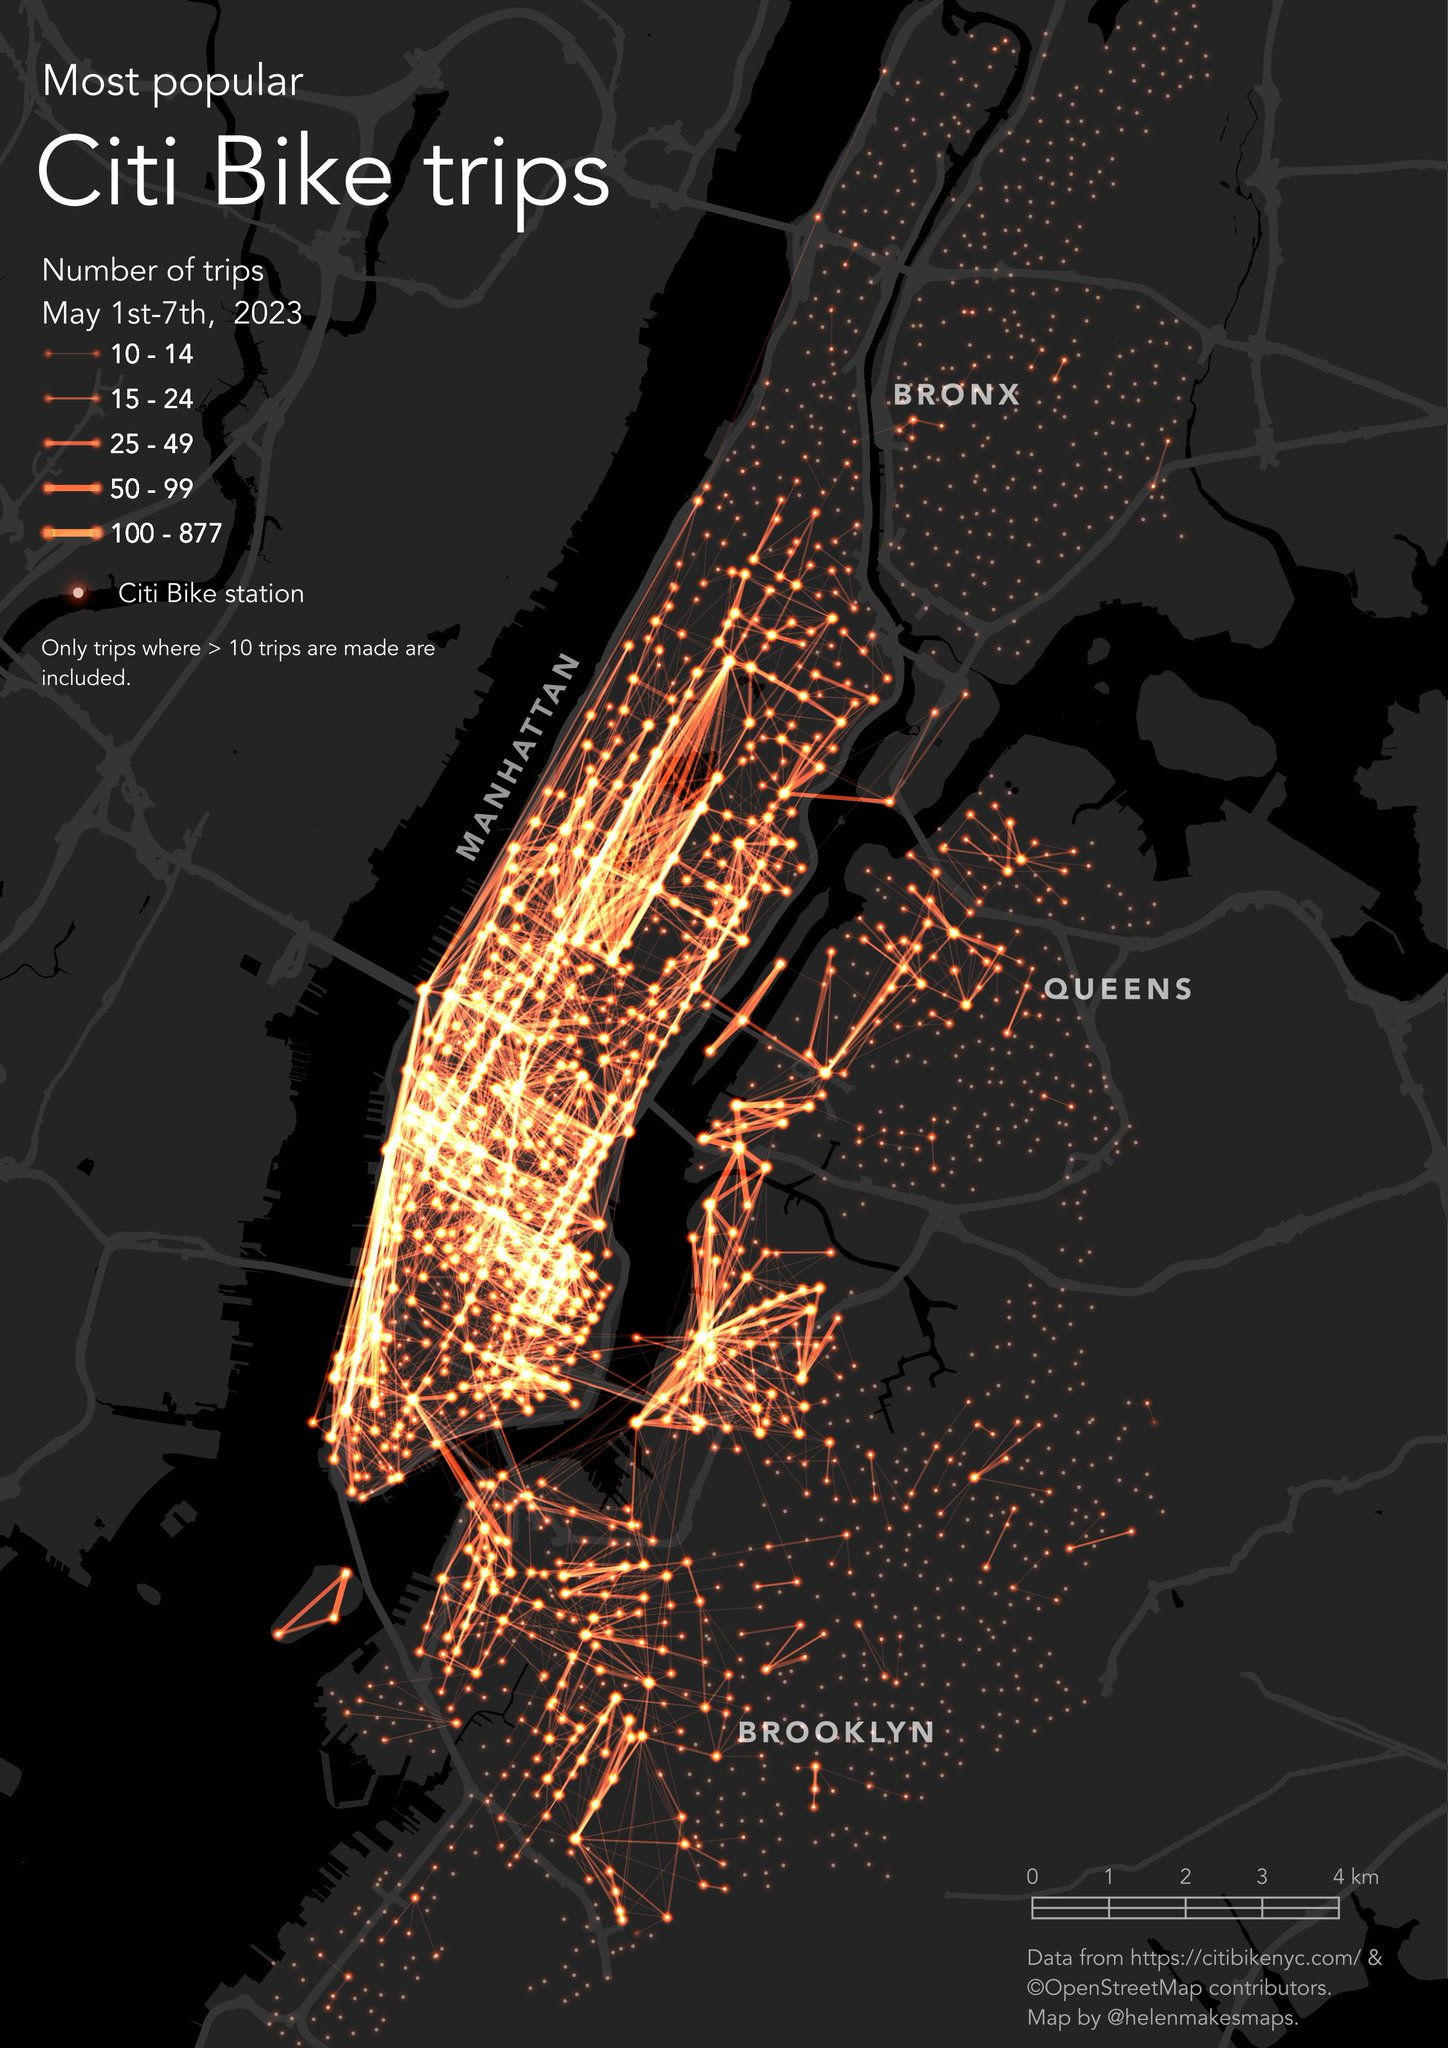 Most popular
Citi Bike trips
Number of trips
May 1st-7th, 2023
10 - 14
15 - 24
25 - 49
50 - 99
100 - 877
Citi Bike station
Only trips where > 10 trips are made are
included.
BRONX
MANHATTAN
QUEENS
BROOKLYN
0 1 2 3 4 km
Data from https://citibikenyc.com/ &
©OpenStreetMap contributors.
Map by @helenmakesmaps.